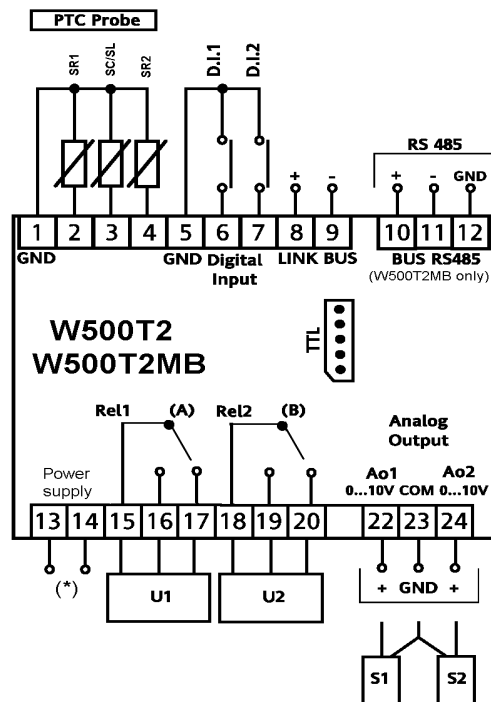 PTC Probe
SR1 SC/SL SR2 D.I.1 D.I.2
+ - RS 485
+ - GND
1 2 3 4 5 6 7 8 9 10 11 12
GND GND Digital Input LINK BUS BUS RS485
(W500T2MB only)
W500T2
W500T2MB
TTL
Rel1 (A) Rel2 (B)
Analog
Output
Power
supply
Ao1 Ao2
0...10V COM 0...10V
13 14 15 16 17 18 19 20 22 23 24
(*) U1 U2 + GND +
S1 S2